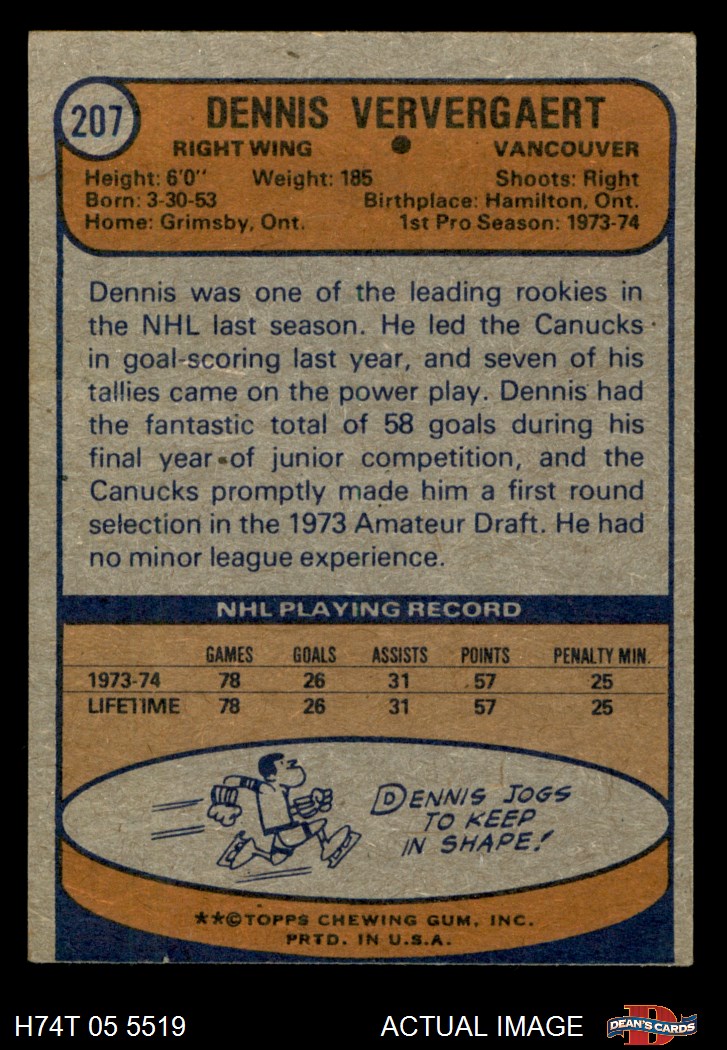 207
DENNIS VERVERGAERT
RIGHT WING ● VANCOUVER
Height: 6'0" Weight: 185 Shoots: Right
Born: 3-30-53 Birthplace: Hamilton, Ont.
Home: Grimsby, Ont. 1st Pro Season: 1973-74
Dennis was one of the leading rookies in
the NHL last season. He led the Canucks
in goal-scoring last year, and seven of his
tallies came on the power play. Dennis had
the fantastic total of 58 goals during his
final year of junior competition, and the
Canucks promptly made him a first round
selection in the 1973 Amateur Draft. He had
no minor league experience.
NHL PLAYING RECORD
GAMES GOALS ASSISTS POINTS PENALTY MIN.
1973-74 78 26 31 57 25
LIFETIME 78 26 31 57 25
DENNIS JOGS
TO KEEP
IN SHAPE!
**©TOPPS CHEWING GUM, INC.
PRTD. IN U.S.A.
H74T 05 5519 ACTUAL IMAGE D DEAN'S CARDS